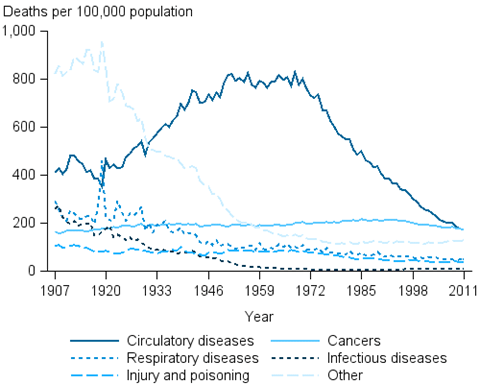 Deaths per 100,000 population
1,000
800
600
400
200
0
1907 1920 1933 1946 1959 1972 1985 1998 2011
Year
Circulatory diseases Cancers
Respiratory diseases Infectious diseases
Injury and poisoning Other